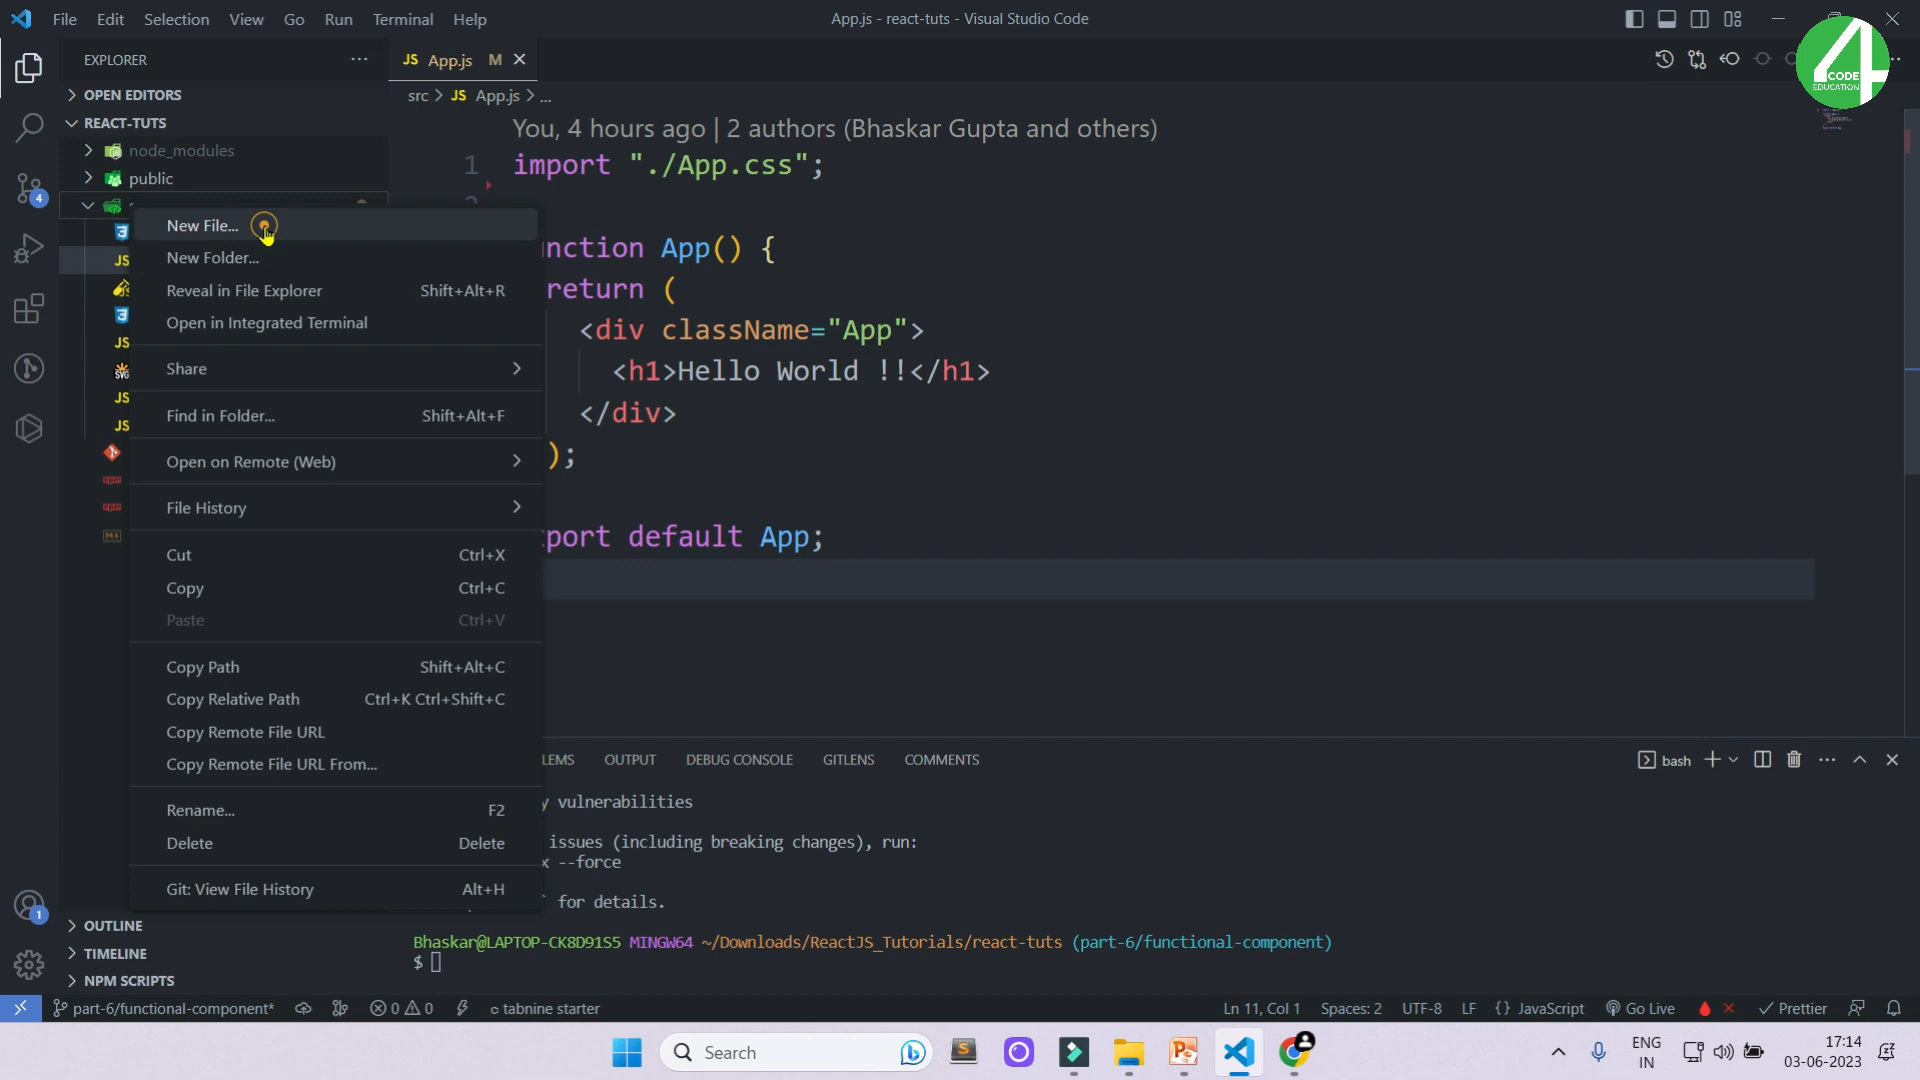 File Edit Selection View Go Run Terminal Help
App.js - react-tuts - Visual Studio Code
4
CODE
EDUCATION
EXPLORER
JS App.js M
OPEN EDITORS
src > JS App.js > ...
REACT-TUTS
node_modules
public
You, 4 hours ago | 2 authors (Bhaskar Gupta and others)
1 import "./App.css";
nction App() {
return (
<div className="App">
<h1>Hello World !!</h1>
</div>
);
port default App;
4
JS
JS
SVG
JS
JS
New File...
New Folder...
Reveal in File Explorer Shift+Alt+R
Open in Integrated Terminal
Share
Find in Folder... Shift+Alt+F
Open on Remote (Web)
File History
Cut Ctrl+X
Copy Ctrl+C
Paste Ctrl+V
Copy Path Shift+Alt+C
Copy Relative Path Ctrl+K Ctrl+Shift+C
Copy Remote File URL
Copy Remote File URL From...
Rename... F2
Delete Delete
Git: View File History Alt+H
LEMS OUTPUT DEBUG CONSOLE GITLENS COMMENTS
bash
y vulnerabilities
issues (including breaking changes), run:
x --force
for details.
Bhaskar@LAPTOP-CK8D91S5 MINGW64 ~/Downloads/ReactJS_Tutorials/react-tuts (part-6/functional-component)
$
1
OUTLINE
TIMELINE
NPM SCRIPTS
part-6/functional-component* 0 0 tabnine starter
Ln 11, Col 1 Spaces: 2 UTF-8 LF {} JavaScript Go Live Prettier
Search
ENG
IN
17:14
03-06-2023